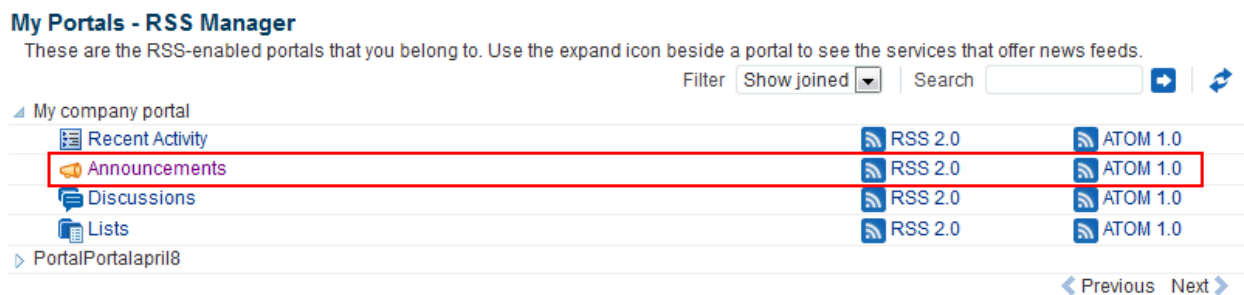 My Portals - RSS Manager
These are the RSS-enabled portals that you belong to. Use the expand icon beside a portal to see the services that offer news feeds.
Filter Show joined Search
My company portal
Recent Activity RSS 2.0 ATOM 1.0
Announcements RSS 2.0 ATOM 1.0
Discussions RSS 2.0 ATOM 1.0
Lists RSS 2.0 ATOM 1.0
PortalPortalapril8
Previous Next